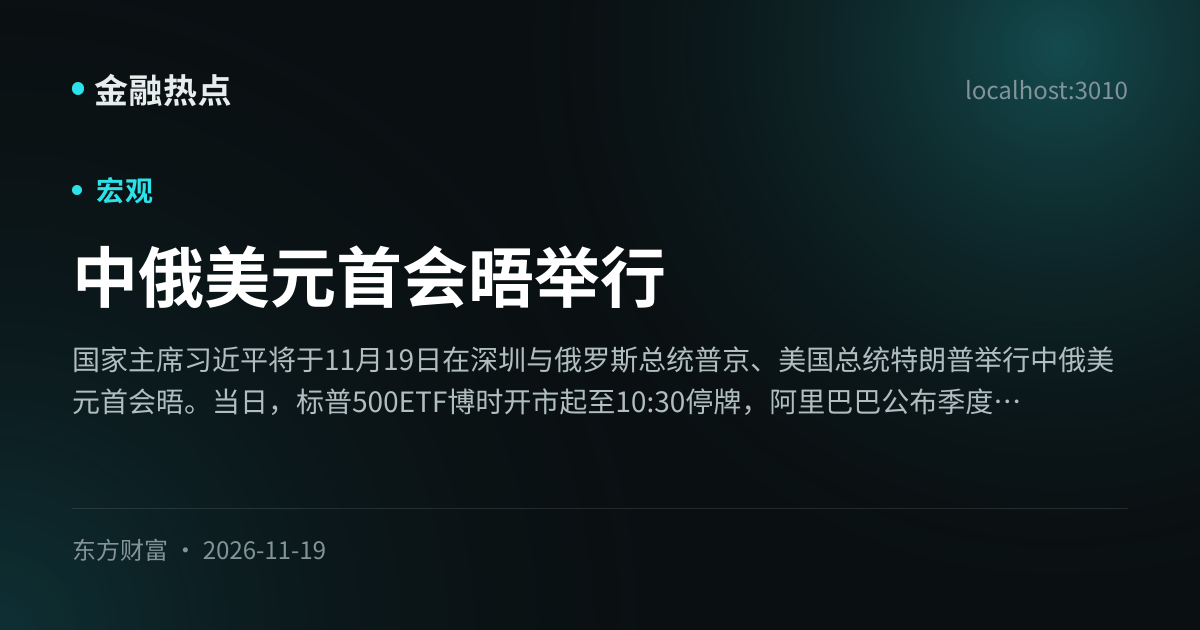 金融热点
localhost:3010
宏观
中俄美元首会晤举行
国家主席习近平将于11月19日在深圳与俄罗斯总统普京、美国总统特朗普举行中俄美
元首会晤。当日，标普500ETF博时开市起至10:30停牌，阿里巴巴公布季度…
东方财富 • 2026-11-19